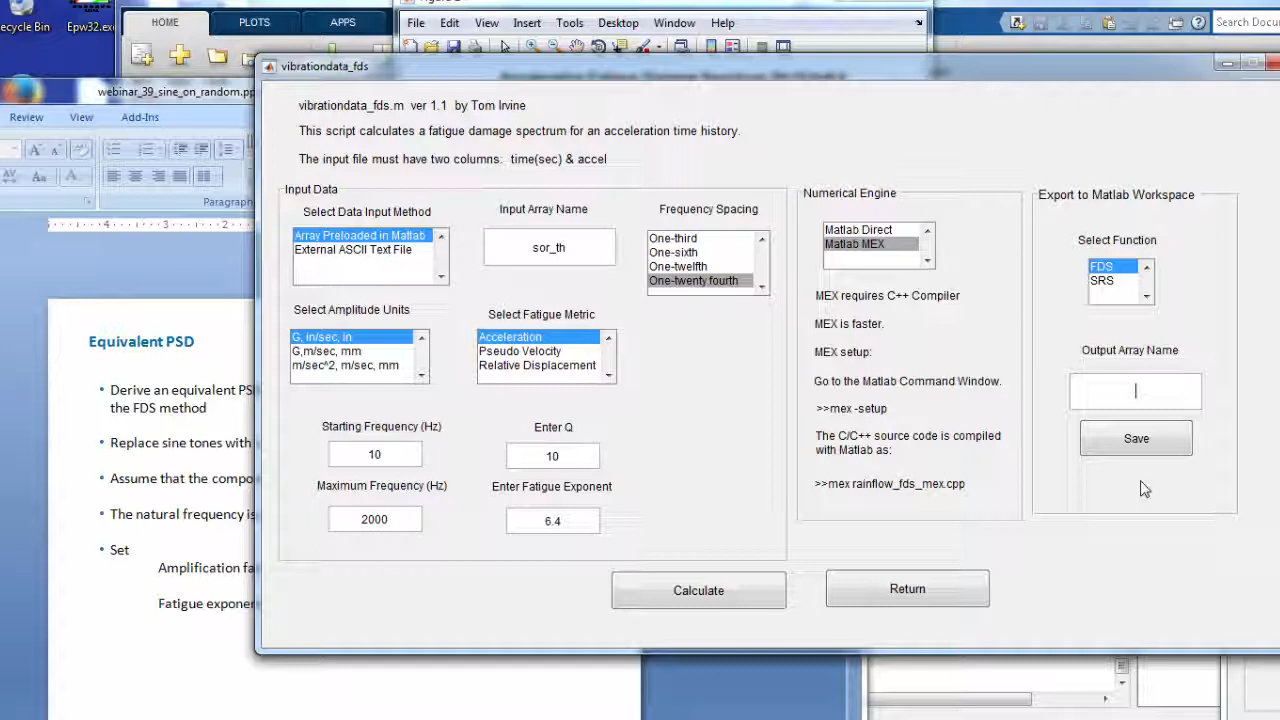 ecycle Bin
Epw32.exe
HOME
PLOTS
APPS
File
Edit
View
Insert
Tools
Desktop
Window
Help
Search Docu
vibrationdata_fds
webinar_39_sine_on_random.pp
Review
View
Add-Ins
Aa
Paragraph
4
3
2
vibrationdata_fds.m ver 1.1 by Tom Irvine
This script calculates a fatigue damage spectrum for an acceleration time history.
The input file must have two columns: time(sec) & accel
Input Data
Select Data Input Method
Array Preloaded in Matlab
External ASCII Text File
Input Array Name
sor_th
Frequency Spacing
One-third
One-sixth
One-twelfth
One-twenty fourth
Select Amplitude Units
G, in/sec, in
G,m/sec, mm
m/sec^2, m/sec, mm
Select Fatigue Metric
Acceleration
Pseudo Velocity
Relative Displacement
Starting Frequency (Hz)
10
Enter Q
10
Maximum Frequency (Hz)
2000
Enter Fatigue Exponent
6.4
Numerical Engine
Matlab Direct
Matlab MEX
MEX requires C++ Compiler
MEX is faster.
MEX setup:
Go to the Matlab Command Window.
>>mex -setup
The C/C++ source code is compiled
with Matlab as:
>>mex rainflow_fds_mex.cpp
Export to Matlab Workspace
Select Function
FDS
SRS
Output Array Name
Save
Calculate
Return
Equivalent PSD
• Derive an equivalent PS
the FDS method
• Replace sine tones with
• Assume that the compo
• The natural frequency is
• Set
Amplification fa
Fatigue expone